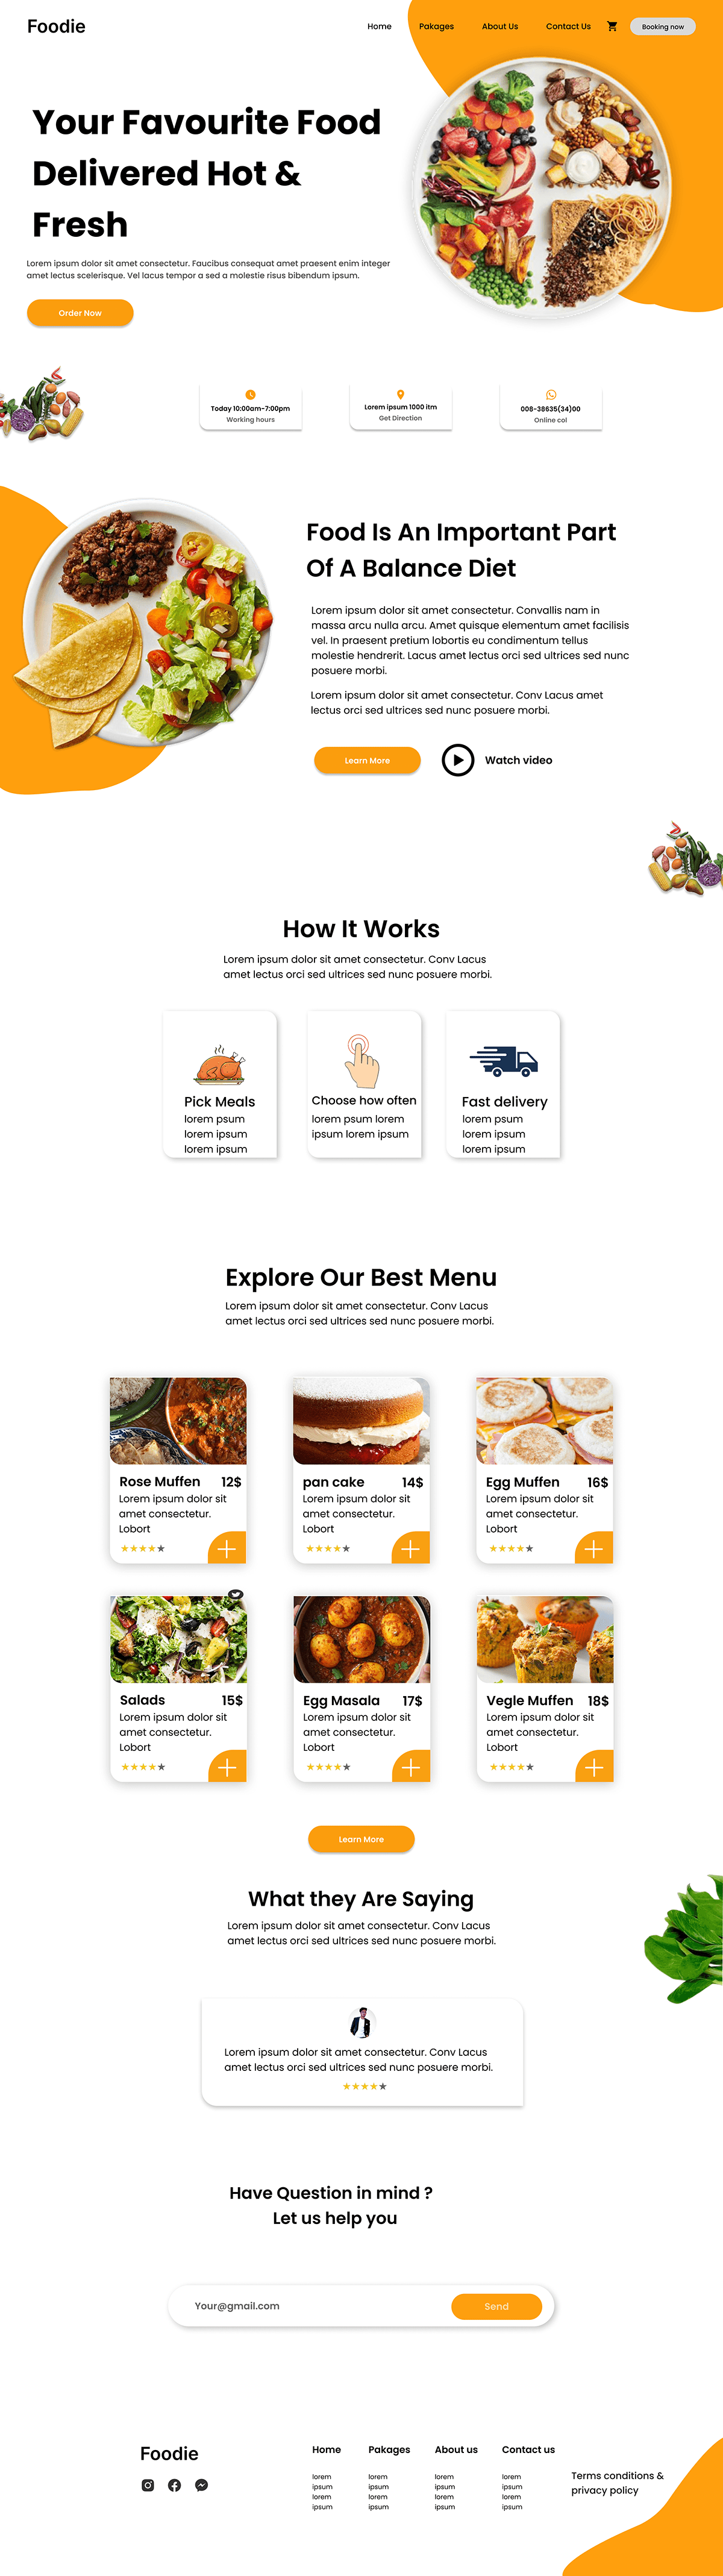 Foodie
Home
Pakages
About Us
Contact Us
Booking now
Your Favourite Food
Delivered Hot &
Fresh
Lorem ipsum dolor sit amet consectetur. Faucibus consequat amet praesent enim integer
amet lectus scelerisque. Vel lacus tempor a sed a molestie risus bibendum ipsum.
Order Now
Today 10:00am-7:00pm
Working hours
Lorem ipsum 1000 itm
Get Direction
008-38635(34)00
Online col
Food Is An Important Part
Of A Balance Diet
Lorem ipsum dolor sit amet consectetur. Convallis nam in
massa arcu nulla arcu. Amet quisque elementum amet facilisis
vel. In praesent pretium lobortis eu condimentum tellus
molestie hendrerit. Lacus amet lectus orci sed ultrices sed nunc
posuere morbi.
Lorem ipsum dolor sit amet consectetur. Conv Lacus amet
lectus orci sed ultrices sed nunc posuere morbi.
Learn More
Watch video
How It Works
Lorem ipsum dolor sit amet consectetur. Conv Lacus
amet lectus orci sed ultrices sed nunc posuere morbi.
Pick Meals
lorem psum
lorem ipsum
lorem ipsum
Choose how often
lorem psum lorem
ipsum lorem ipsum
Fast delivery
lorem psum
lorem ipsum
lorem ipsum
Explore Our Best Menu
Lorem ipsum dolor sit amet consectetur. Conv Lacus
amet lectus orci sed ultrices sed nunc posuere morbi.
Rose Muffen 12$
Lorem ipsum dolor sit
amet consectetur.
Lobort
pan cake 14$
Lorem ipsum dolor sit
amet consectetur.
Lobort
Egg Muffen 16$
Lorem ipsum dolor sit
amet consectetur.
Lobort
Salads 15$
Lorem ipsum dolor sit
amet consectetur.
Lobort
Egg Masala 17$
Lorem ipsum dolor sit
amet consectetur.
Lobort
Vegle Muffen 18$
Lorem ipsum dolor sit
amet consectetur.
Lobort
Learn More
What they Are Saying
Lorem ipsum dolor sit amet consectetur. Conv Lacus
amet lectus orci sed ultrices sed nunc posuere morbi.
Lorem ipsum dolor sit amet consectetur. Conv Lacus
amet lectus orci sed ultrices sed nunc posuere morbi.
Have Question in mind ?
Let us help you
Your@gmail.com
Send
Foodie
Home
lorem
ipsum
lorem
ipsum
Pakages
lorem
ipsum
lorem
ipsum
About us
lorem
ipsum
lorem
ipsum
Contact us
lorem
ipsum
lorem
ipsum
Terms conditions &
privacy policy